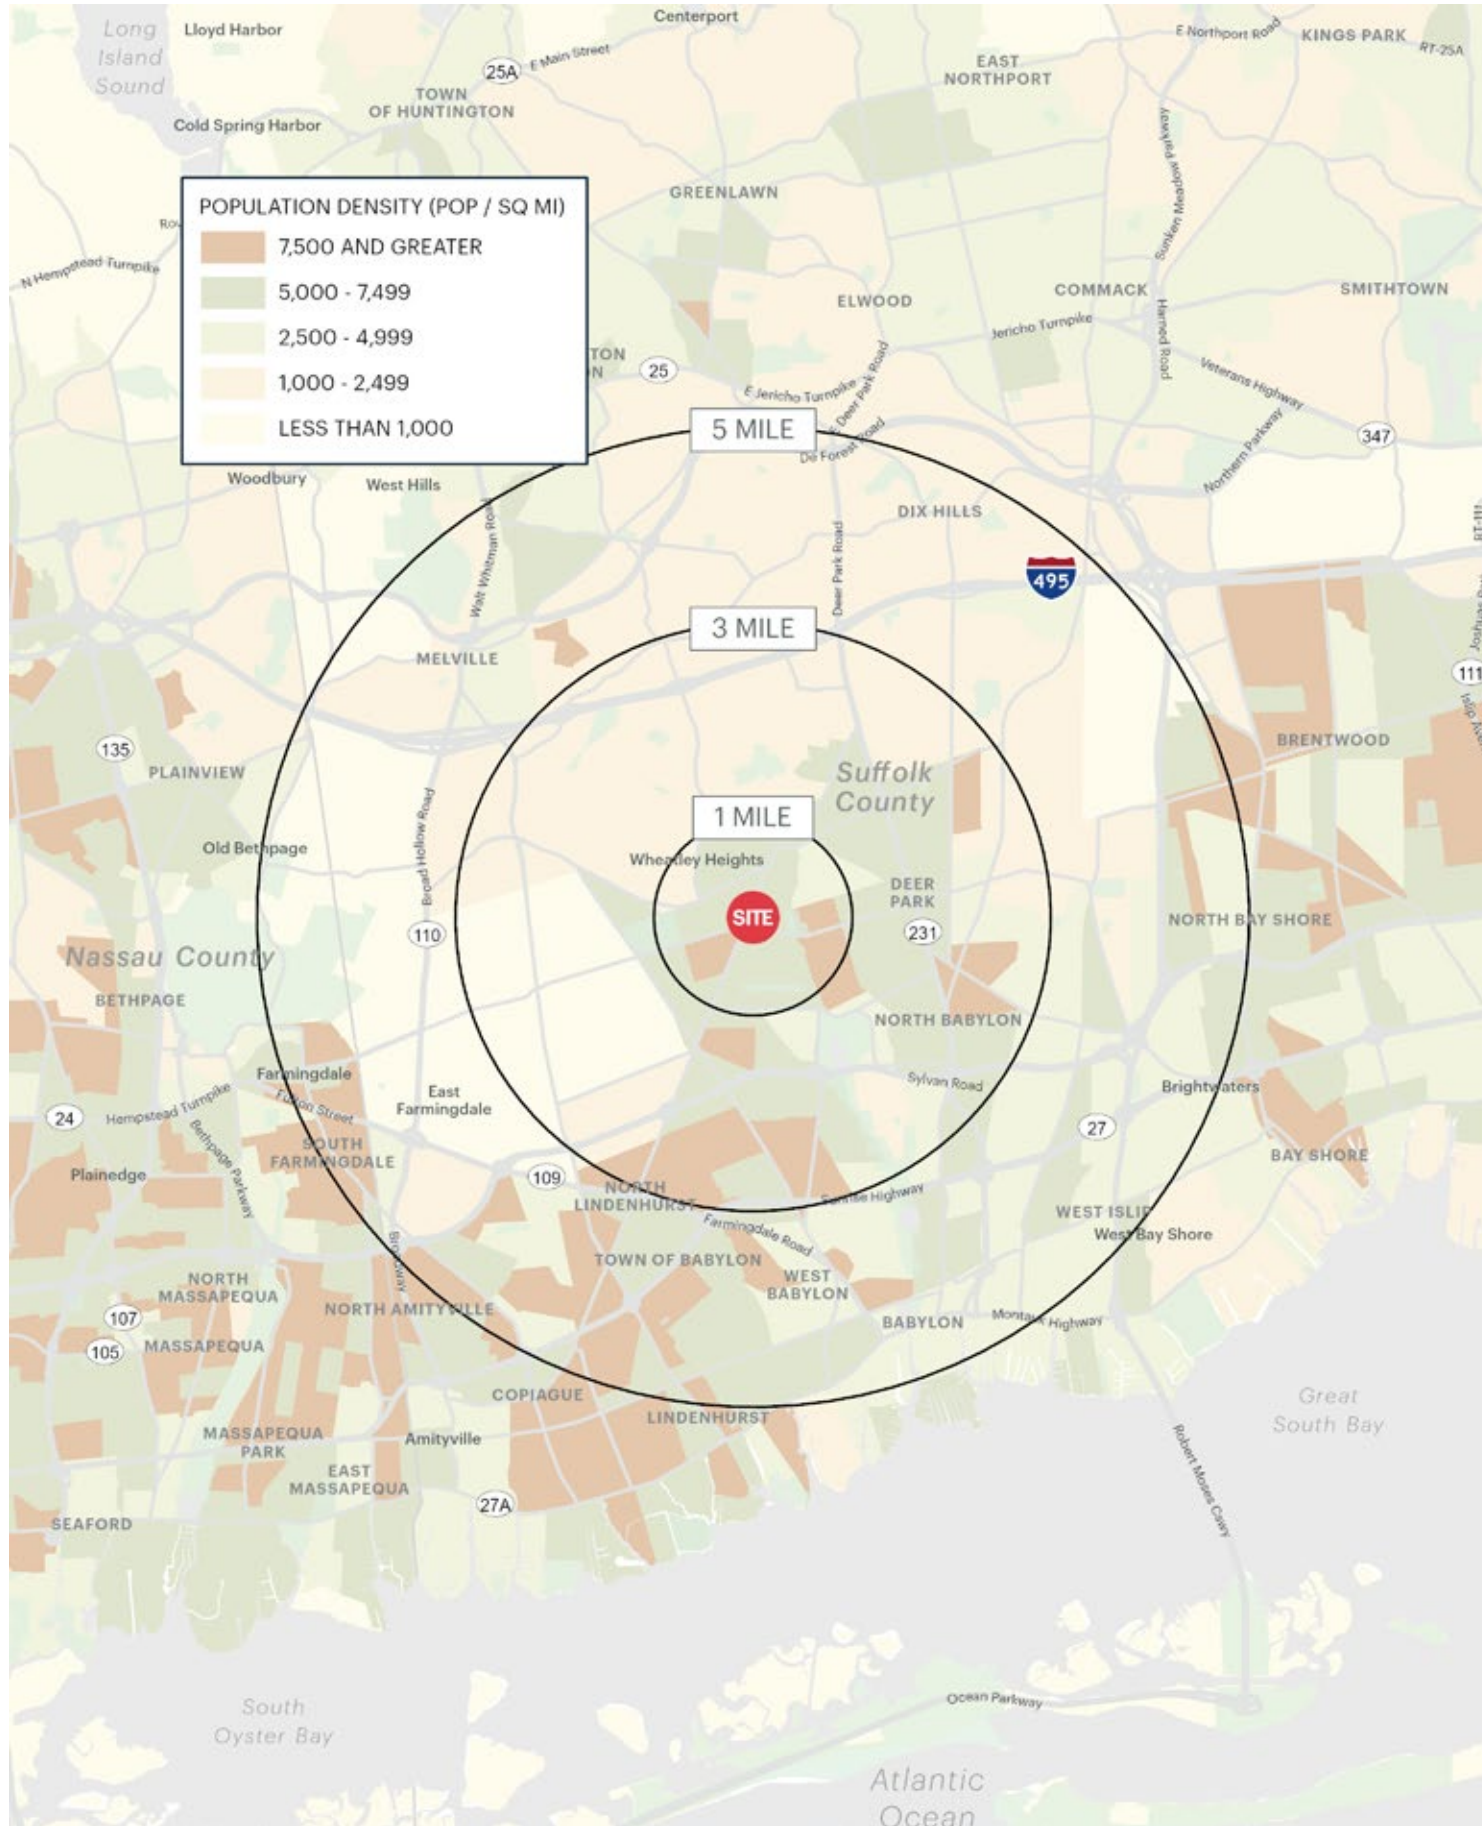 Long
Island
Sound
Lloyd Harbor
Centerport
E Northport Road
KINGS PARK
RT-25A
25A
E Main Street
EAST
NORTHPORT
TOWN
OF HUNTINGTON
Cold Spring Harbor
Sunken Meadow Parkway
GREENLAWN
POPULATION DENSITY (POP / SQ MI)
7,500 AND GREATER
5,000 - 7,499
2,500 - 4,999
1,000 - 2,499
LESS THAN 1,000
N Hempstead Turnpike
ELWOOD
COMMACK
SMITHTOWN
Jericho Turnpike
Harned Road
TON
N
25
E Jericho Turnpike
E Deer Park Road
Veterans Highway
347
5 MILE
De Forest Road
Northern Parkway
Woodbury
West Hills
Walt Whitman Road
DIX HILLS
RT-111
Deer Park Road
495
3 MILE
MELVILLE
111
135
PLAINVIEW
BRENTWOOD
Suffolk
County
1 MILE
Broad Hollow Road
Old Bethpage
Wheatley Heights
DEER
PARK
SITE
231
110
NORTH BAY SHORE
Nassau County
BETHPAGE
NORTH BABYLON
Farmingdale
Fulton Street
East
Farmingdale
Sylvan Road
Brightwaters
24
Hempstead Turnpike
Bethpage Parkway
27
SOUTH
FARMINGDALE
BAY SHORE
Plainedge
109
NORTH
LINDENHURST
Sunrise Highway
Farmingdale Road
WEST ISLIP
West Bay Shore
Broadway
TOWN OF BABYLON
WEST
BABYLON
NORTH
MASSAPEQUA
NORTH AMITYVILLE
107
105
MASSAPEQUA
BABYLON
Montauk Highway
COPIAGUE
LINDENHURST
Great
South Bay
MASSAPEQUA
PARK
Amityville
EAST
MASSAPEQUA
27A
SEAFORD
Robert Moses Cswy
South
Oyster Bay
Ocean Parkway
Atlantic
Ocean